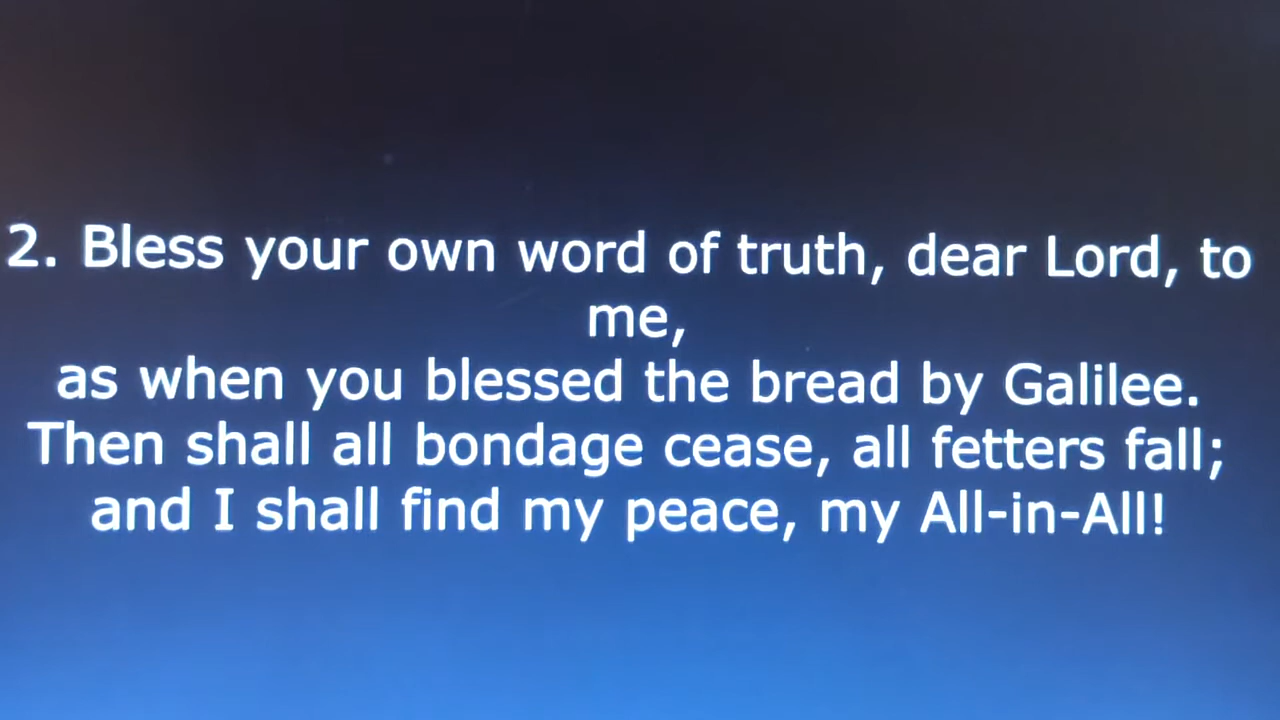 2. Bless your own word of truth, dear Lord, to
me,
as when you blessed the bread by Galilee.
Then shall all bondage cease, all fetters fall;
and I shall find my peace, my All-in-All!